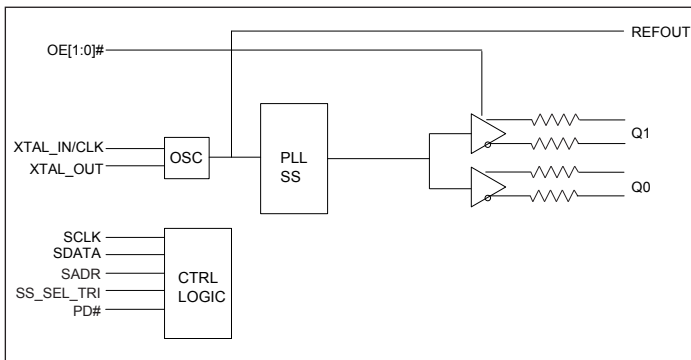 REFOUT
OE[1:0]#
XTAL_IN/CLK
XTAL_OUT
OSC
PLL
SS
Q1
Q0
SCLK
SDATA
SADR
SS_SEL_TRI
PD#
CTRL
LOGIC